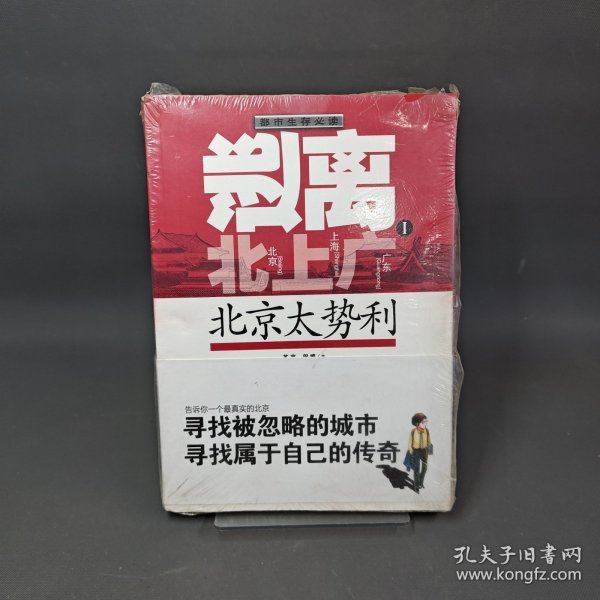 都市生存必读
逃离
北上广
I
北京
Beijing
上海
Shanghai
广东
Guangdong
北京太势利
告诉你一个最真实的北京
寻找被忽略的城市
寻找属于自己的传奇
孔夫子旧书网
www.kongfz.com